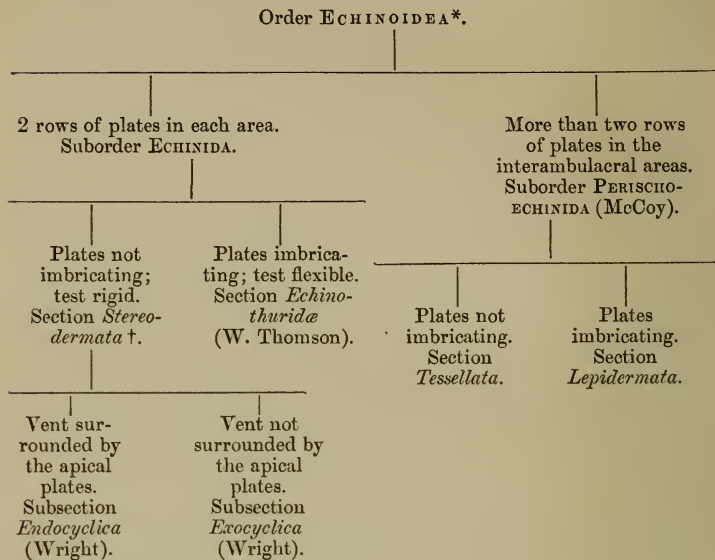 Order ECHINOIDEA*.
2 rows of plates in each area.
Suborder ECHINIDA.
More than two rows
of plates in the
interambulacral areas.
Suborder PERISCHO-
ECHINIDA (McCoy).
Plates not
imbricating;
test rigid.
Section Stereo-
dermata †.
Plates imbrica-
ting; test flexible.
Section Echino-
thuridæ
(W. Thomson).
Plates not
imbricating.
Section
Tessellata.
Plates
imbricating.
Section
Lepidermata.
Vent sur-
rounded by
the apical
plates.
Subsection
Endocyclica
(Wright).
Vent not
surrounded by
the apical
plates.
Subsection
Exocyclica
(Wright).